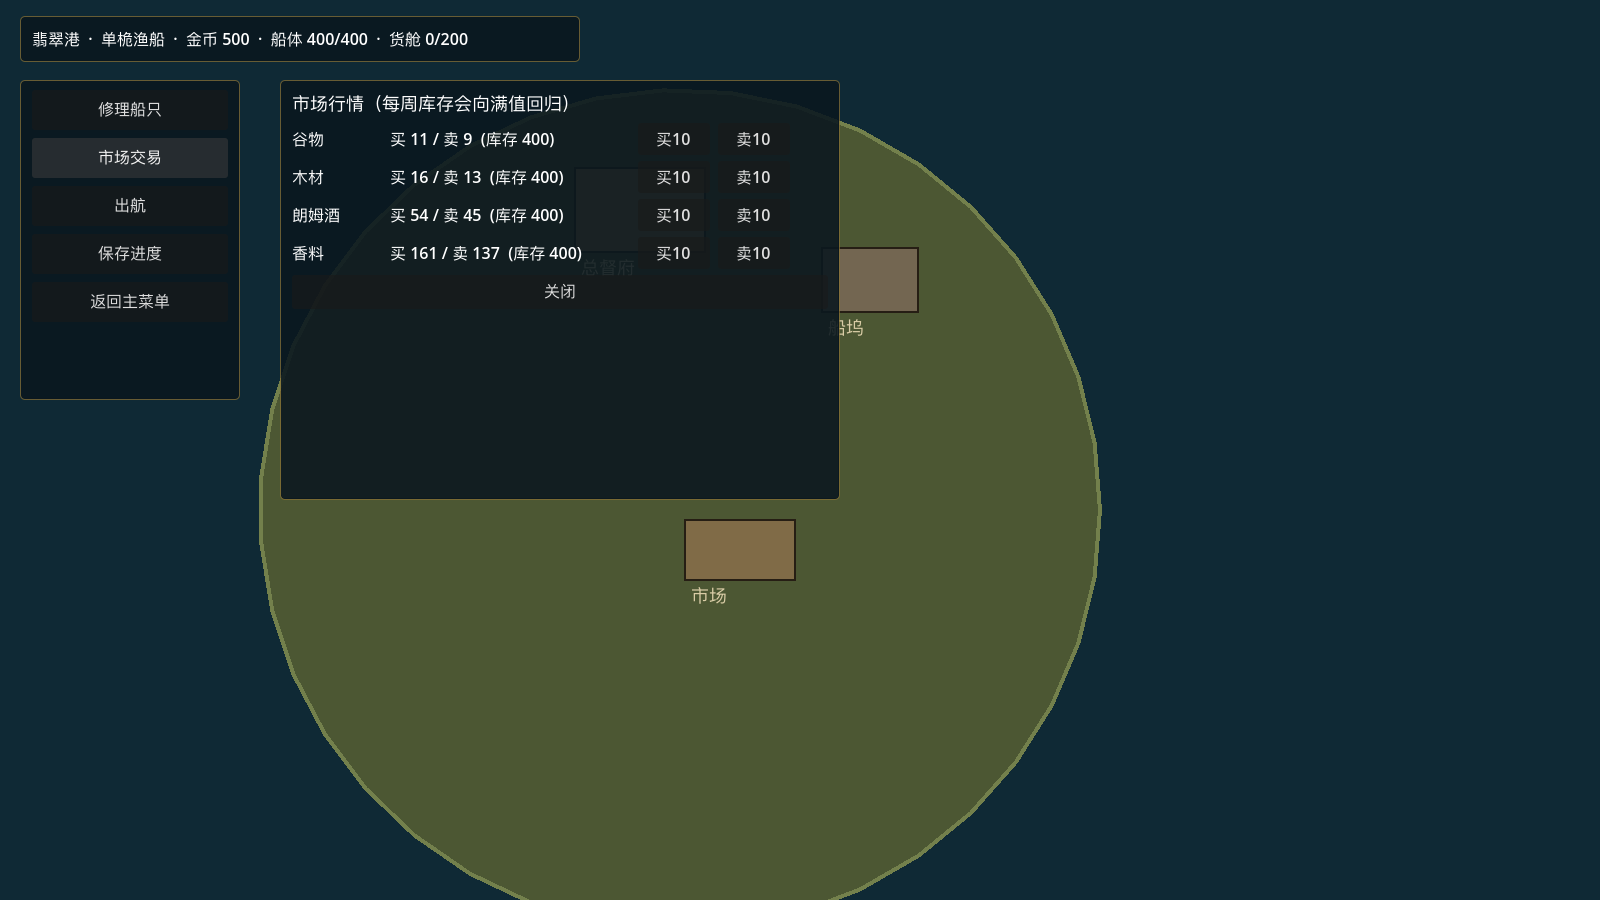 翡翠港 · 单桅渔船 · 金币 500 · 船体 400/400 · 货舱 0/200
修理船只
市场交易
出航
保存进度
返回主菜单
市场行情（每周库存会向满值回归）
谷物 买 11 / 卖 9 (库存 400) 买10 卖10
木材 买 16 / 卖 13 (库存 400) 买10 卖10
朗姆酒 买 54 / 卖 45 (库存 400) 买10 卖10
香料 买 161 / 卖 137 (库存 400) 买10 卖10
总督府
关闭
船坞
市场